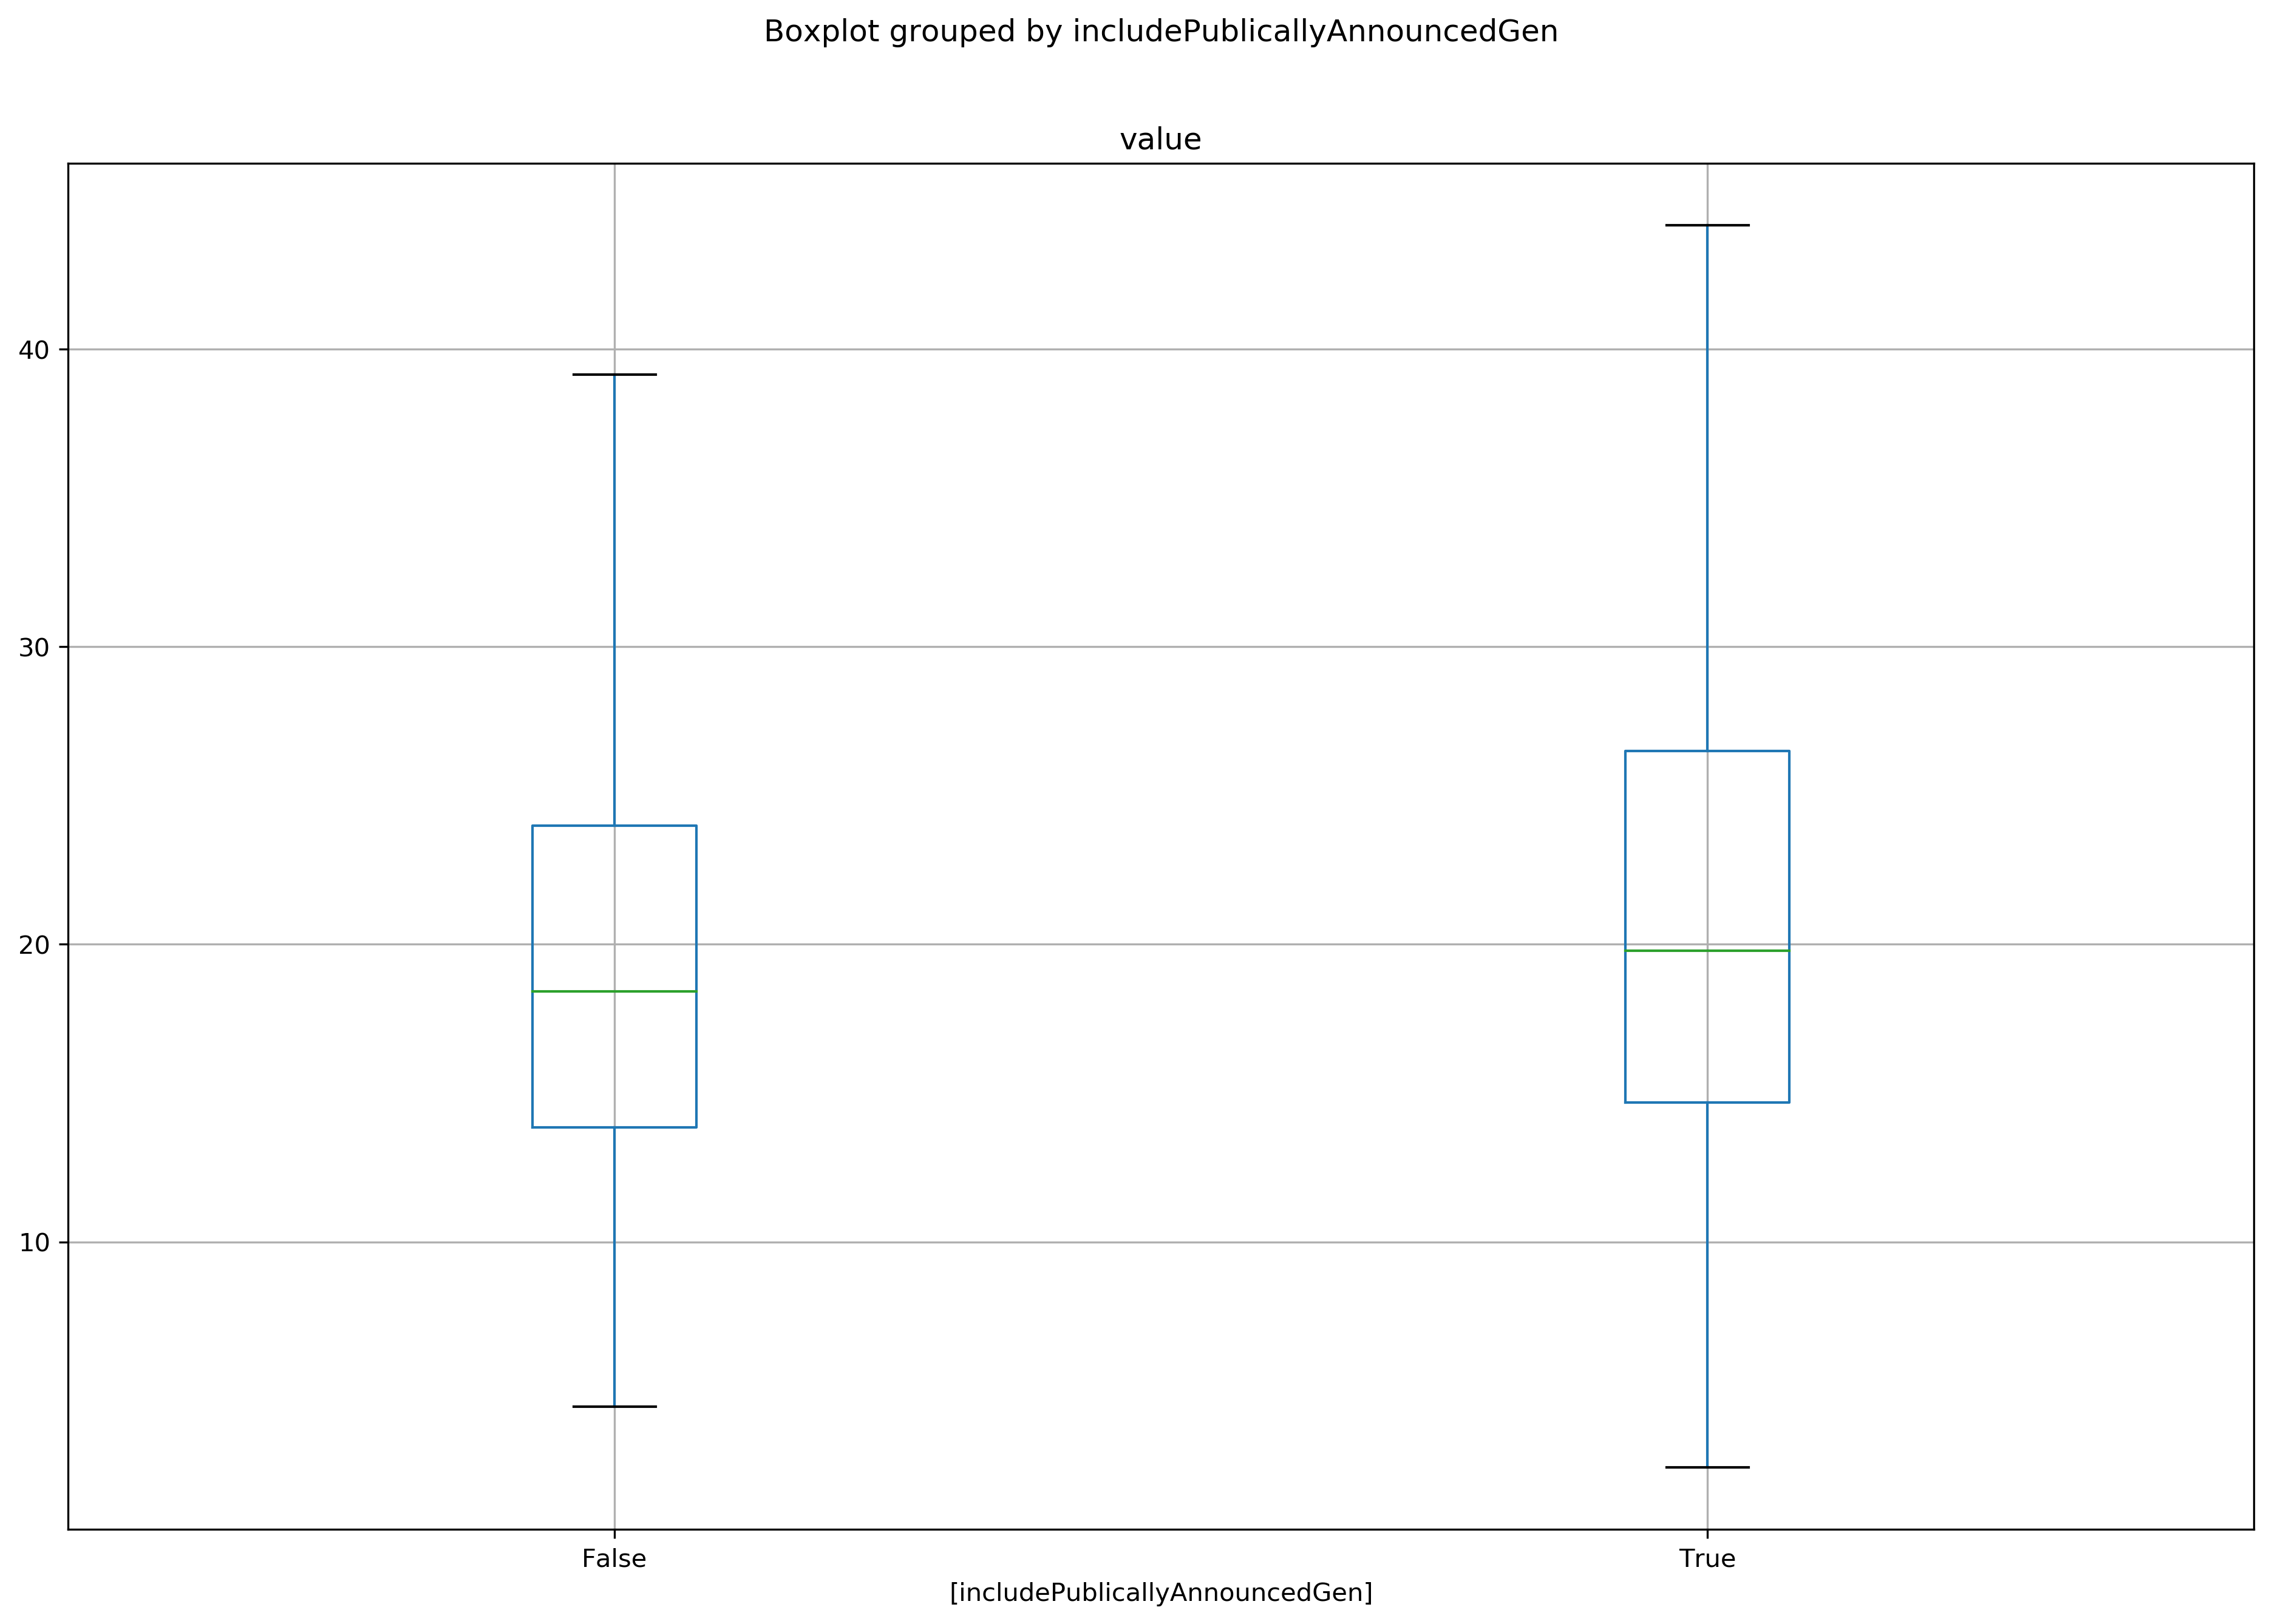 Boxplot grouped by includePublicallyAnnouncedGen
value
40
30
20
10
False True
[includePublicallyAnnouncedGen]